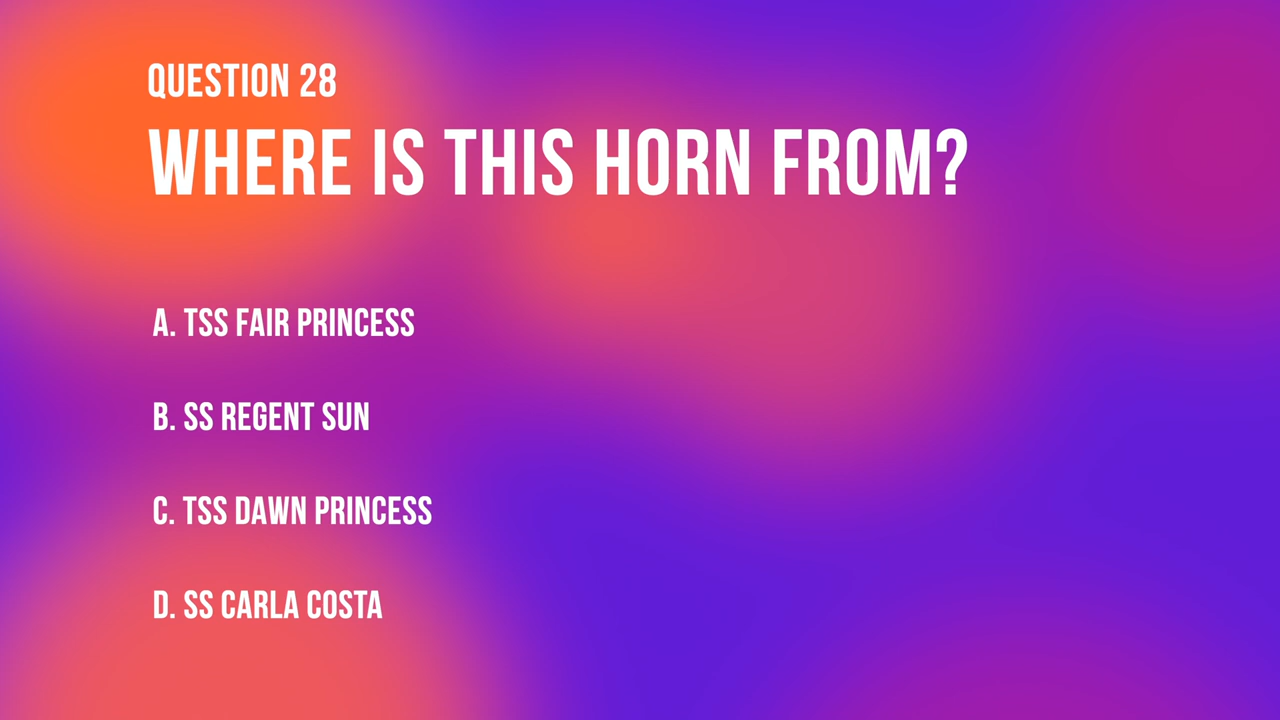 QUESTION 28
WHERE IS THIS HORN FROM?
A. TSS FAIR PRINCESS
B. SS REGENT SUN
C. TSS DAWN PRINCESS
D. SS CARLA COSTA